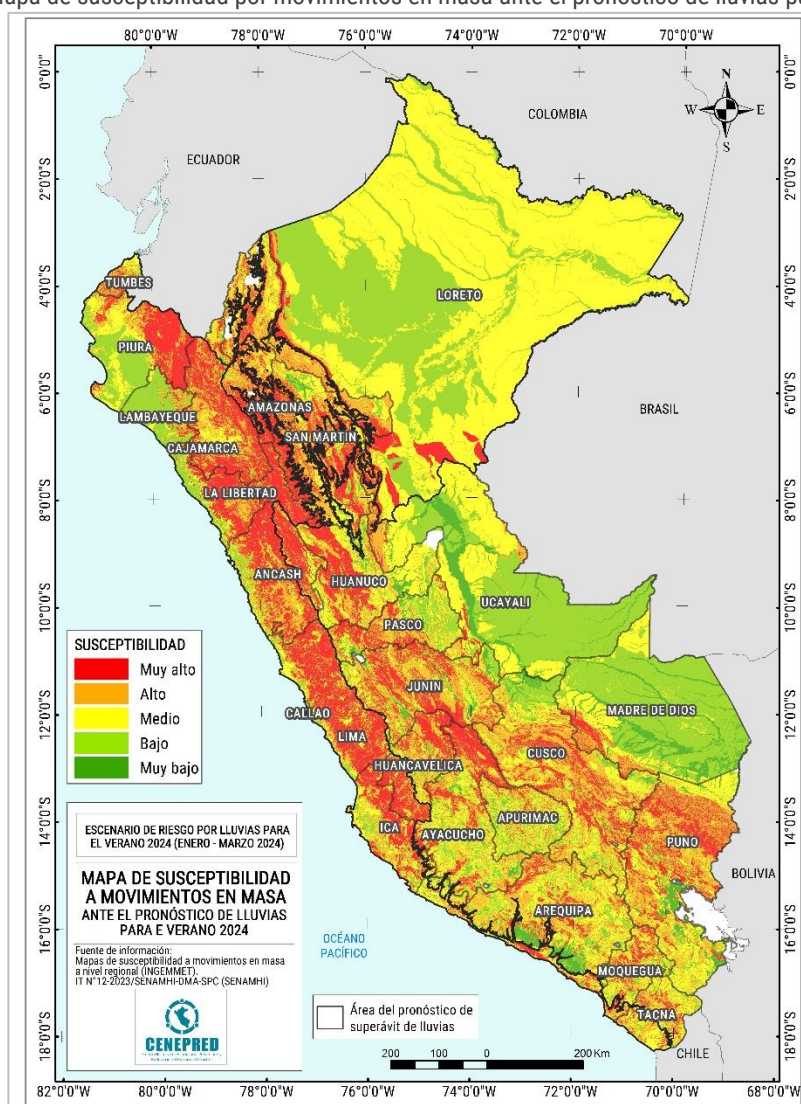 apa de susceptibilidad por movimientos en masa ante el pronóstico de lluvias pa
80°0'0"W
78°0'0"W
76°0'0"W
74°0'0"W
72°0'0"W
70°0'0"W
0°0'0"
2°0'0"S
4°0'0"S
6°0'0"S
8°0'0"S
10°0'0"S
12°0'0"S
14°0'0"S
16°0'0"S
18°0'0"S
N
W E
S
COLOMBIA
ECUADOR
TUMBES
LORETO
PIURA
BRASIL
AMAZONAS
LAMBAYEQUE
SAN MARTIN
CAJAMARCA
LA LIBERTAD
ANCASH
HUANUCO
UCAYALI
PASCO
JUNIN
MADRE DE DIOS
CALLAO
LIMA
CUSCO
HUANCAVELICA
APURIMAC
ICA
AYACUCHO
PUNO
BOLIVIA
AREQUIPA
MOQUEGUA
TACNA
CHILE
OCÉANO
PACÍFICO
SUSCEPTIBILIDAD
Muy alto
Alto
Medio
Bajo
Muy bajo
ESCENARIO DE RIESGO POR LLUVIAS PARA
EL VERANO 2024 (ENERO - MARZO 2024)
MAPA DE SUSCEPTIBILIDAD
A MOVIMIENTOS EN MASA
ANTE EL PRONÓSTICO DE LLUVIAS
PARA E VERANO 2024
Fuente de información:
Mapas de susceptibilidad a movimientos en masa
a nivel regional (INGEMMET).
IT N°12-2023/SENAMHI-DMA-SPC (SENAMHI)
CENEPRED
Área del pronóstico de
superávit de lluvias
200 100 0 200 Km
82°0'0"W
80°0'0"W
78°0'0"W
76°0'0"W
74°0'0"W
72°0'0"W
70°0'0"W